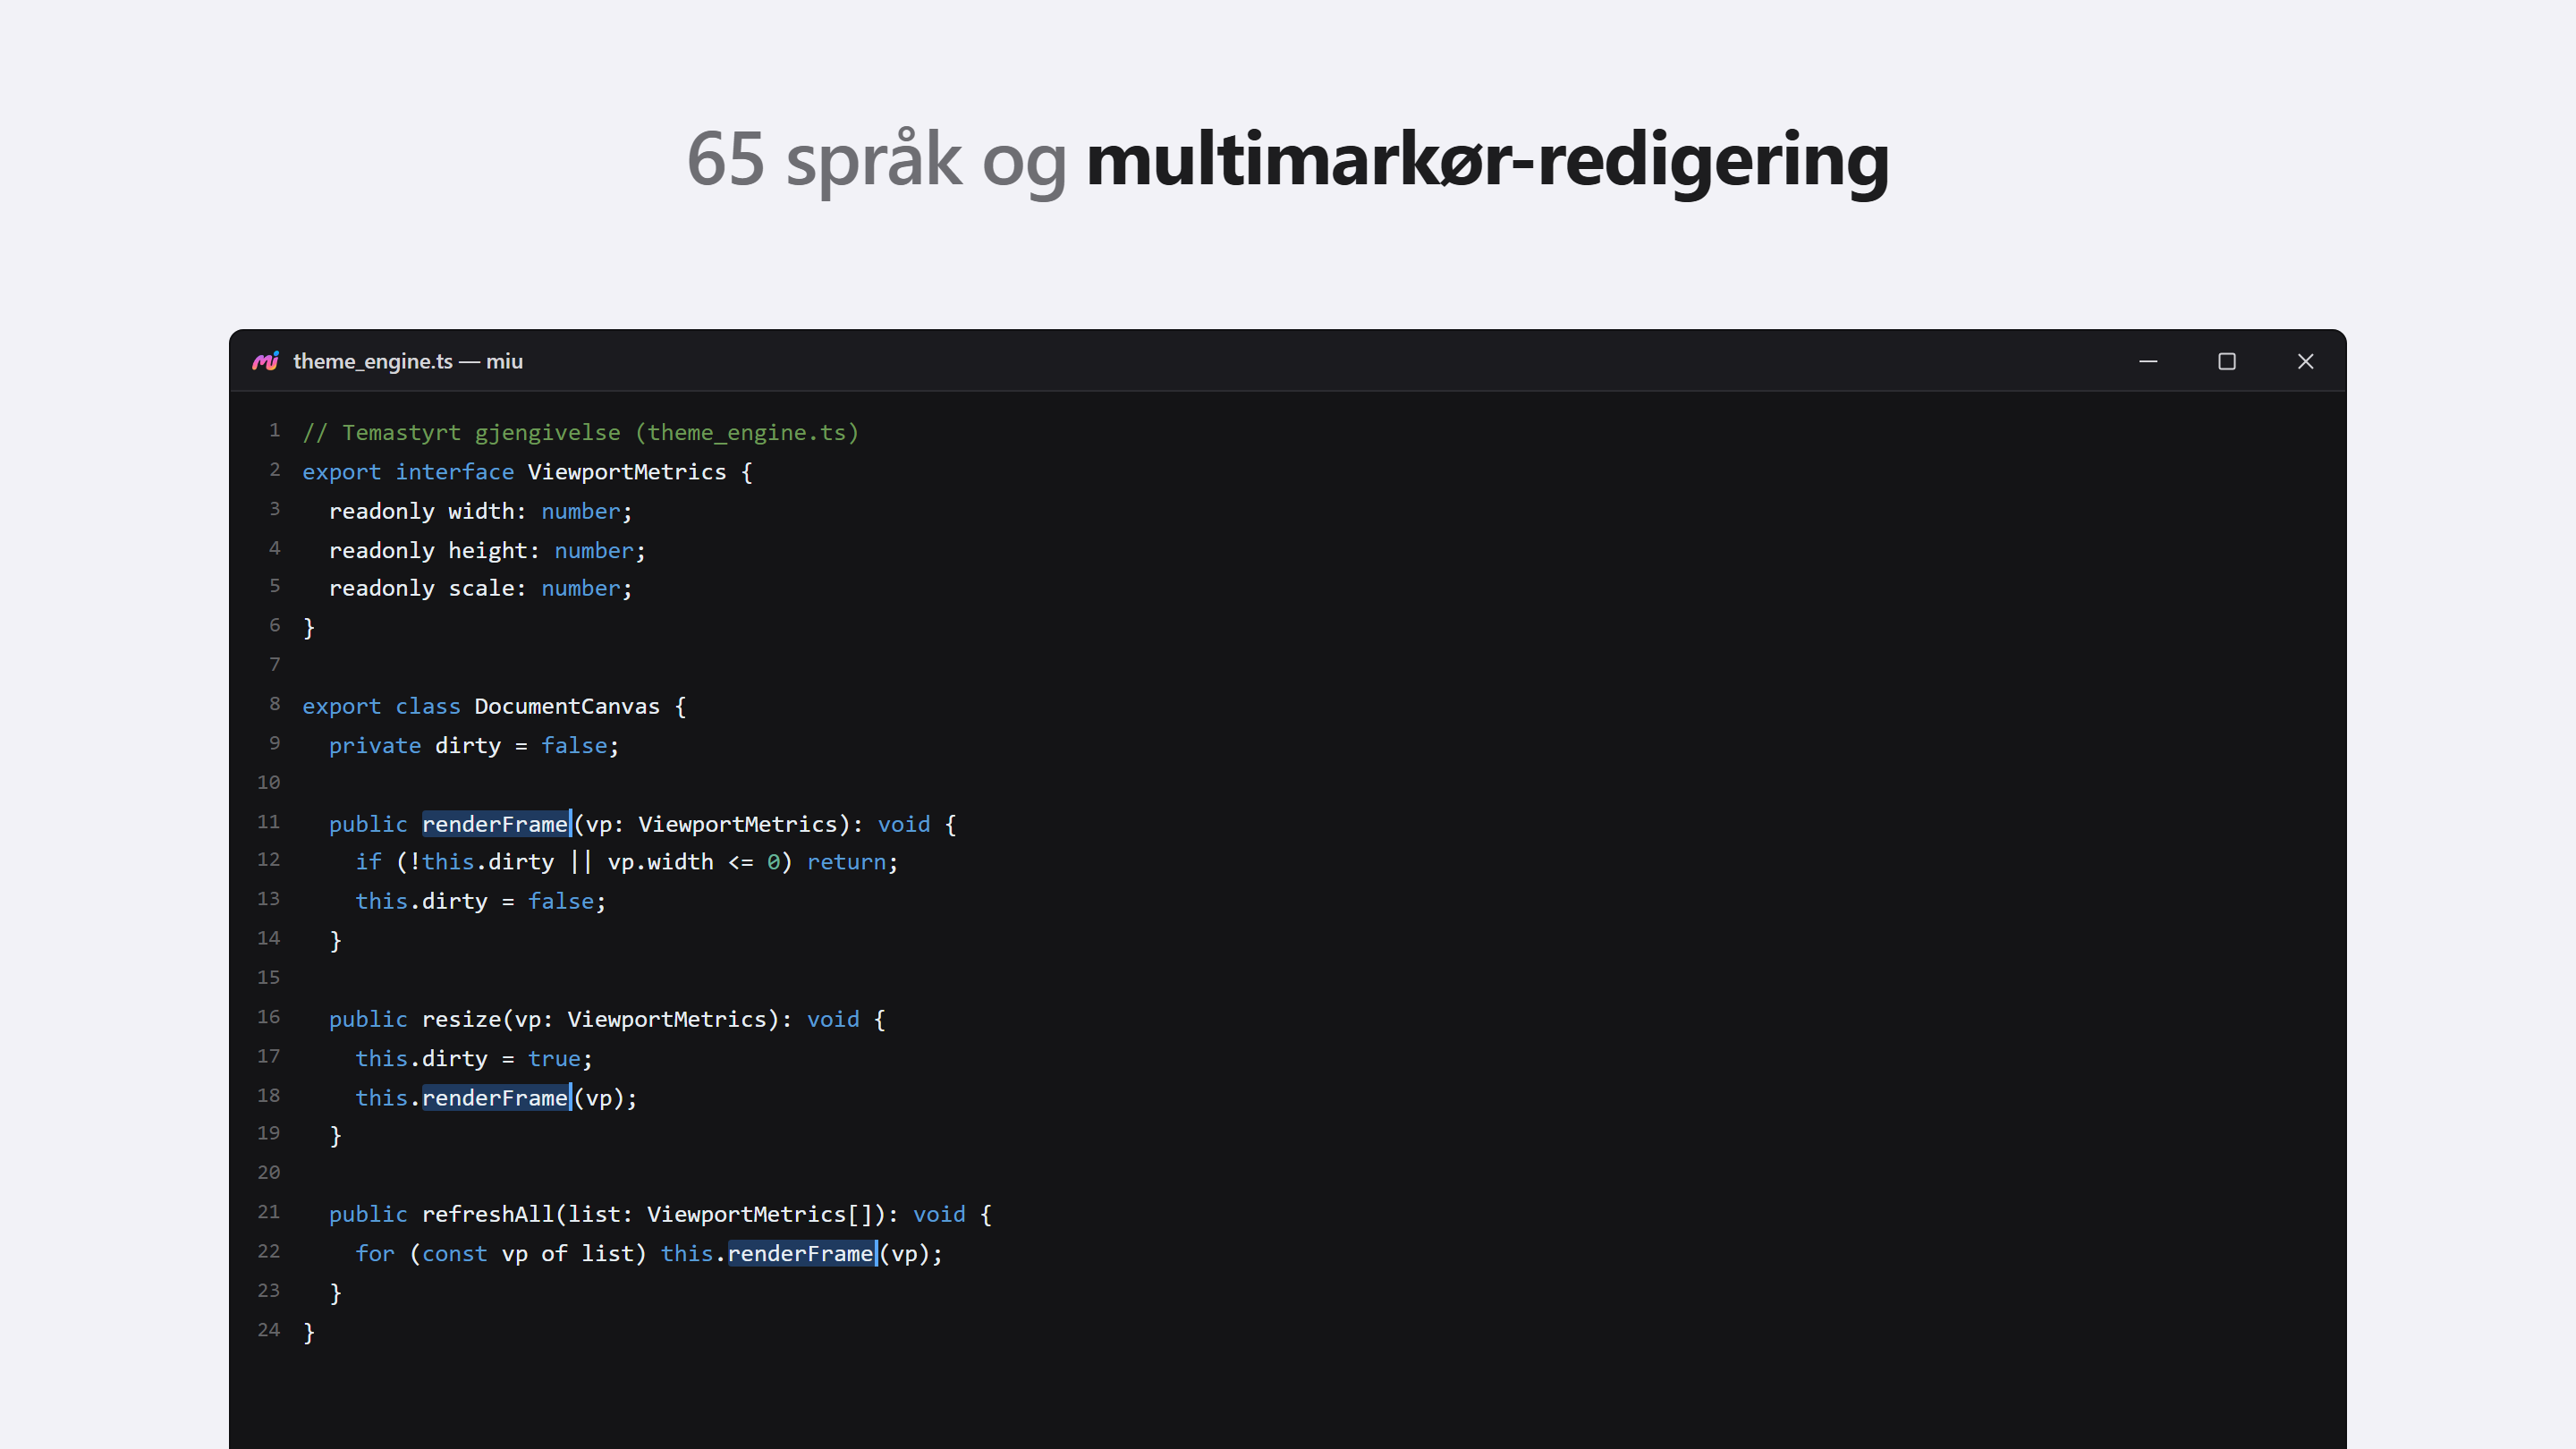 65 språk og multimarkør-redigering
mi theme_engine.ts — miu
1 // Temastyrt gjengivelse (theme_engine.ts)
2 export interface ViewportMetrics {
3 readonly width: number;
4 readonly height: number;
5 readonly scale: number;
6 }
7
8 export class DocumentCanvas {
9 private dirty = false;
10
11 public renderFrame(vp: ViewportMetrics): void {
12 if (!this.dirty || vp.width <= 0) return;
13 this.dirty = false;
14 }
15
16 public resize(vp: ViewportMetrics): void {
17 this.dirty = true;
18 this.renderFrame(vp);
19 }
20
21 public refreshAll(list: ViewportMetrics[]): void {
22 for (const vp of list) this.renderFrame(vp);
23 }
24 }